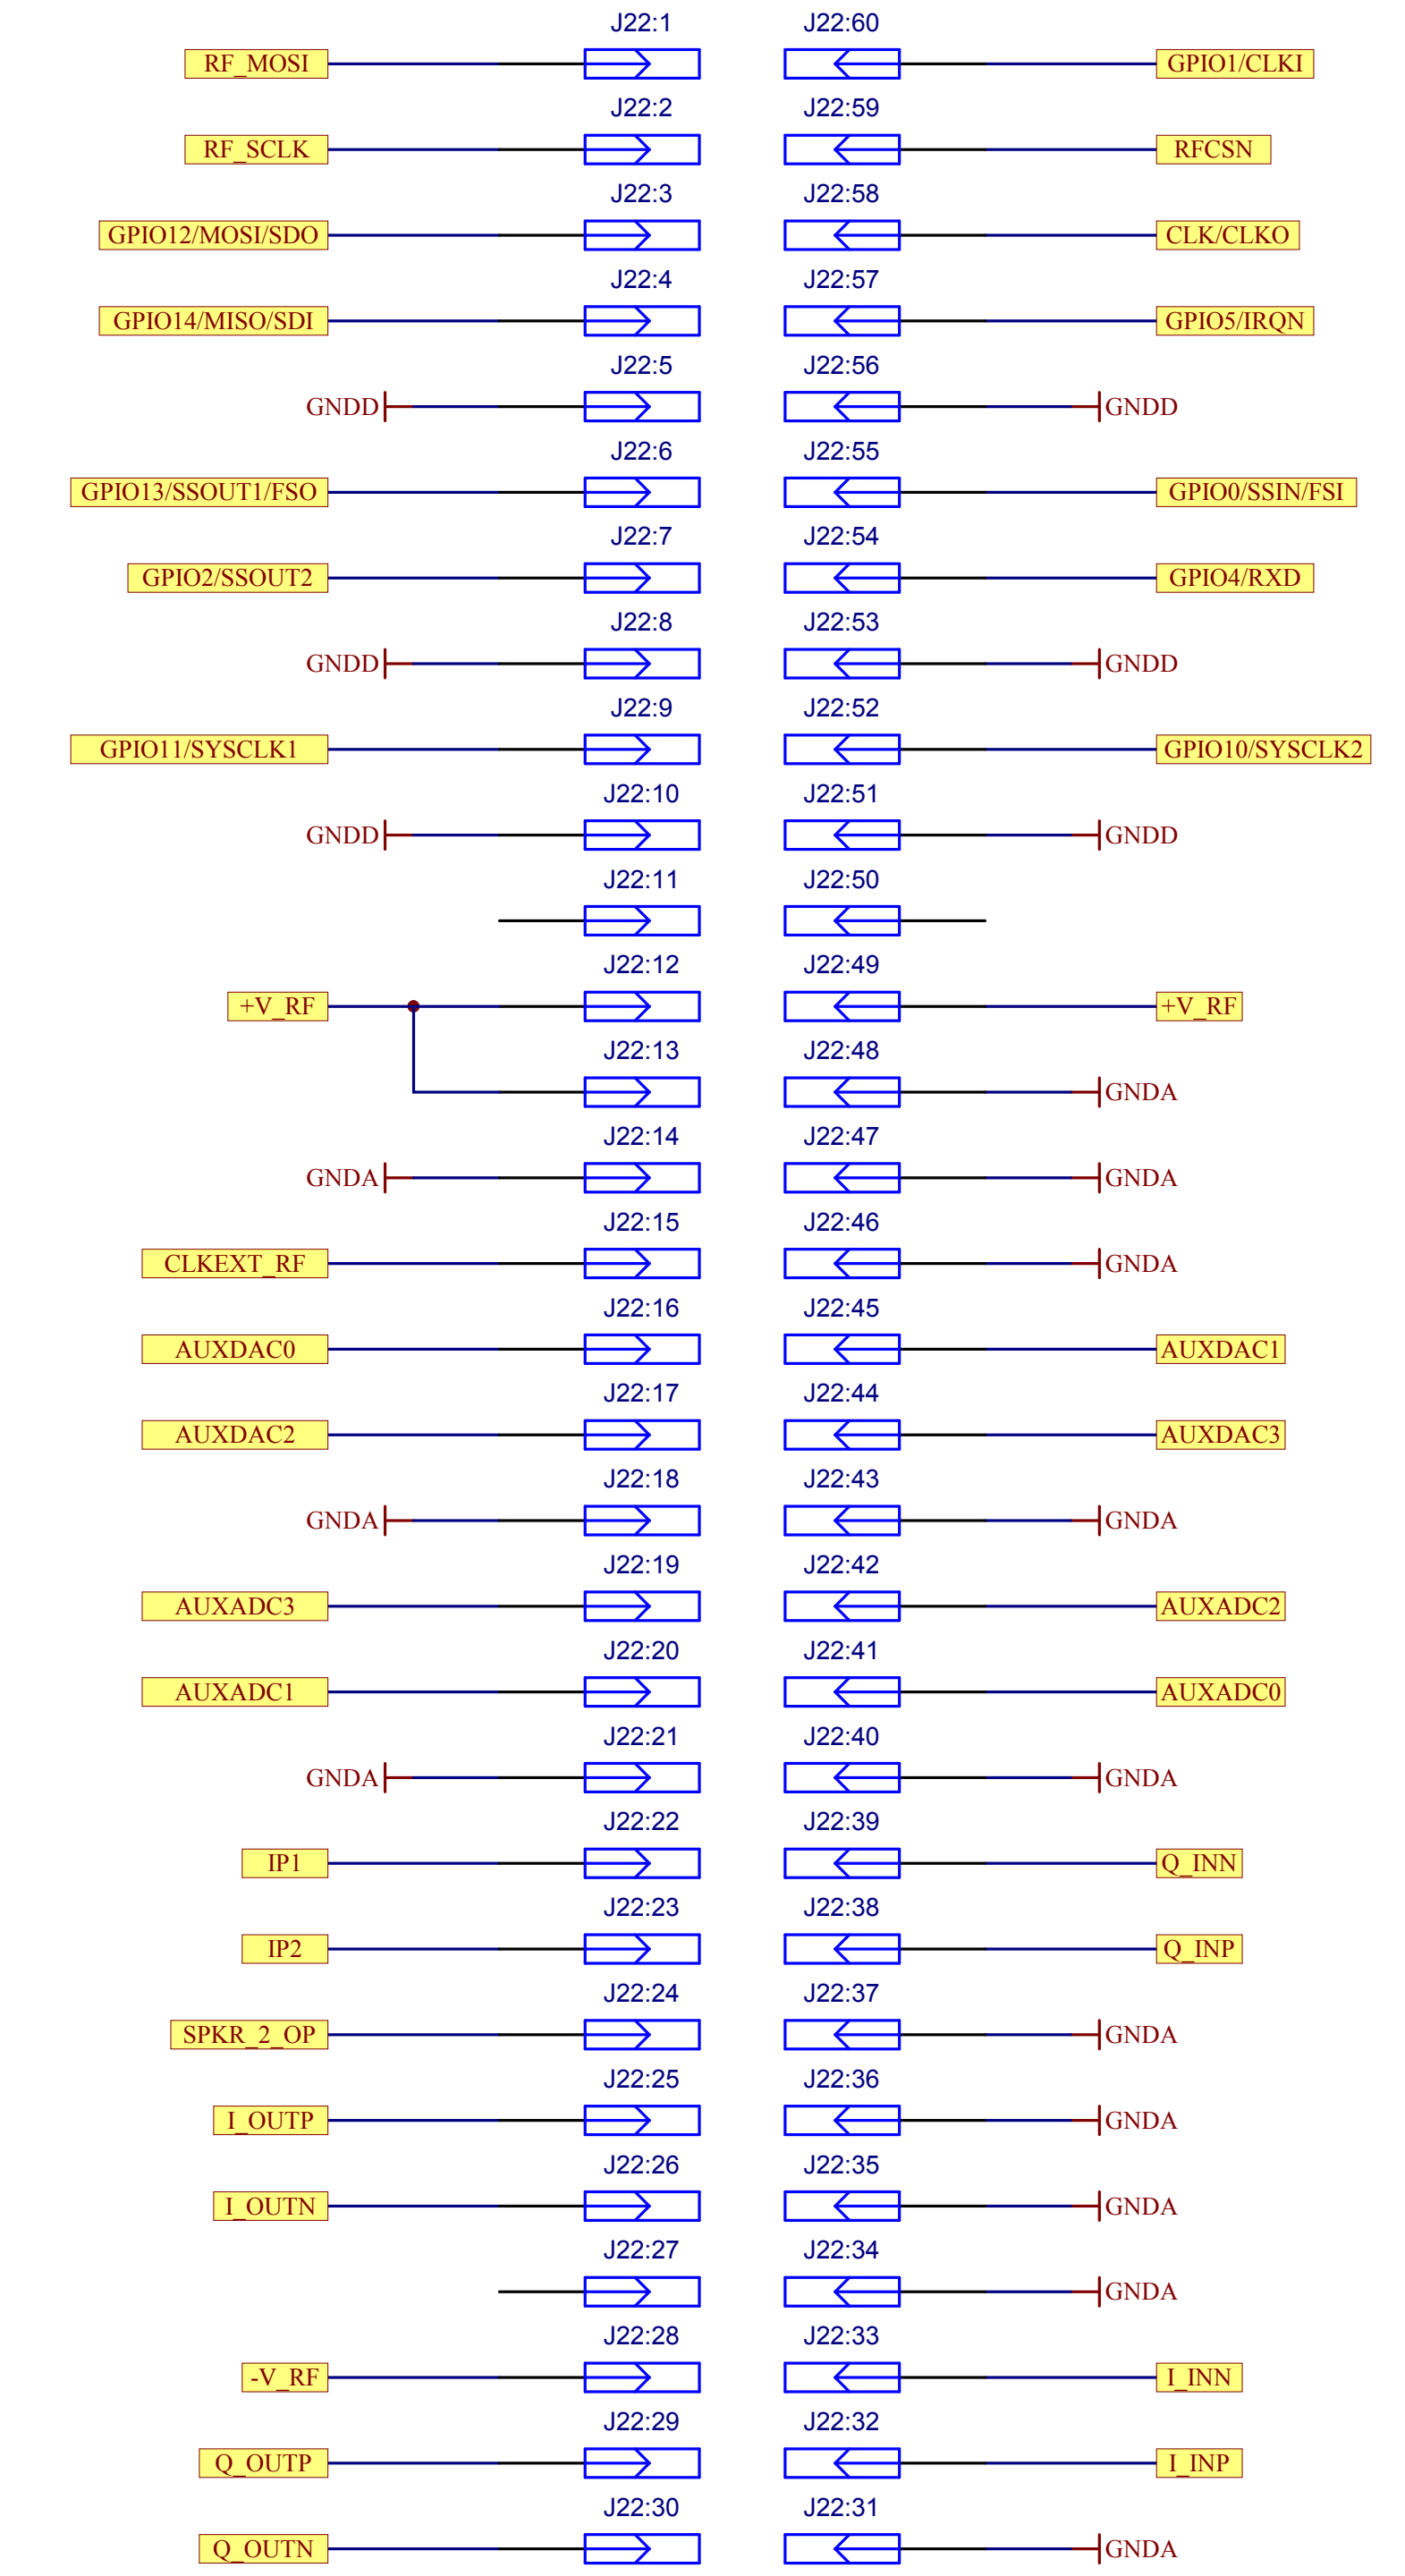 J22:1 J22:60
RF_MOSI GPIO1/CLKI
J22:2 J22:59
RF_SCLK RFCSN
J22:3 J22:58
GPIO12/MOSI/SDO CLK/CLKO
J22:4 J22:57
GPIO14/MISO/SDI GPIO5/IRQN
J22:5 J22:56
GNDD GNDD
J22:6 J22:55
GPIO13/SSOUT1/FSO GPIO0/SSIN/FSI
J22:7 J22:54
GPIO2/SSOUT2 GPIO4/RXD
J22:8 J22:53
GNDD GNDD
J22:9 J22:52
GPIO11/SYSCLK1 GPIO10/SYSCLK2
J22:10 J22:51
GNDD GNDD
J22:11 J22:50
J22:12 J22:49
+V_RF +V_RF
J22:13 J22:48
GNDA
J22:14 J22:47
GNDA GNDA
J22:15 J22:46
CLKEXT_RF GNDA
J22:16 J22:45
AUXDAC0 AUXDAC1
J22:17 J22:44
AUXDAC2 AUXDAC3
J22:18 J22:43
GNDA GNDA
J22:19 J22:42
AUXADC3 AUXADC2
J22:20 J22:41
AUXADC1 AUXADC0
J22:21 J22:40
GNDA GNDA
J22:22 J22:39
IP1 Q_INN
J22:23 J22:38
IP2 Q_INP
J22:24 J22:37
SPKR_2_OP GNDA
J22:25 J22:36
I_OUTP GNDA
J22:26 J22:35
I_OUTN GNDA
J22:27 J22:34
GNDA
J22:28 J22:33
-V_RF I_INN
J22:29 J22:32
Q_OUTP I_INP
J22:30 J22:31
Q_OUTN GNDA